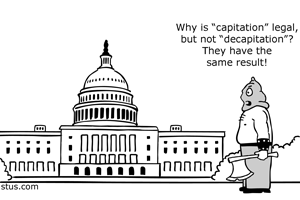 Why is “capitation” legal,
but not “decapitation”?
They have the
same result!
stus.com